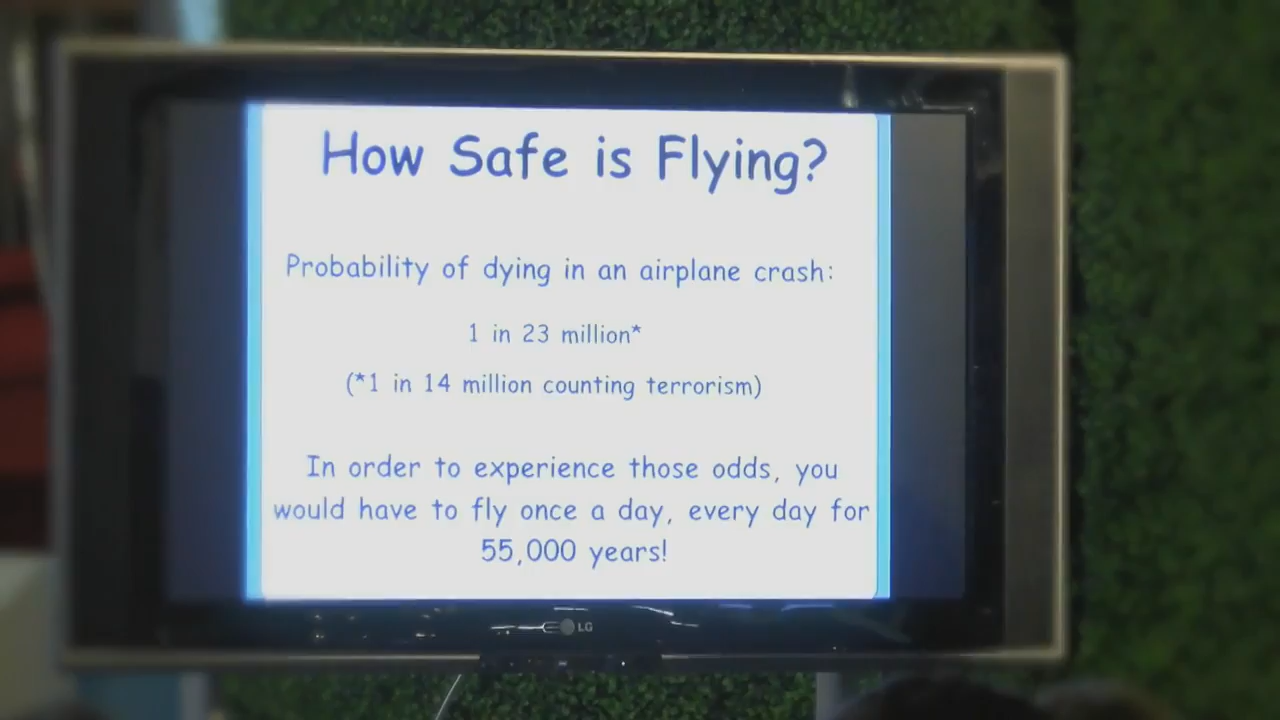 How Safe is Flying?
Probability of dying in an airplane crash:
1 in 23 million*
(*1 in 14 million counting terrorism)
In order to experience those odds, you
would have to fly once a day, every day for
55,000 years!
LG